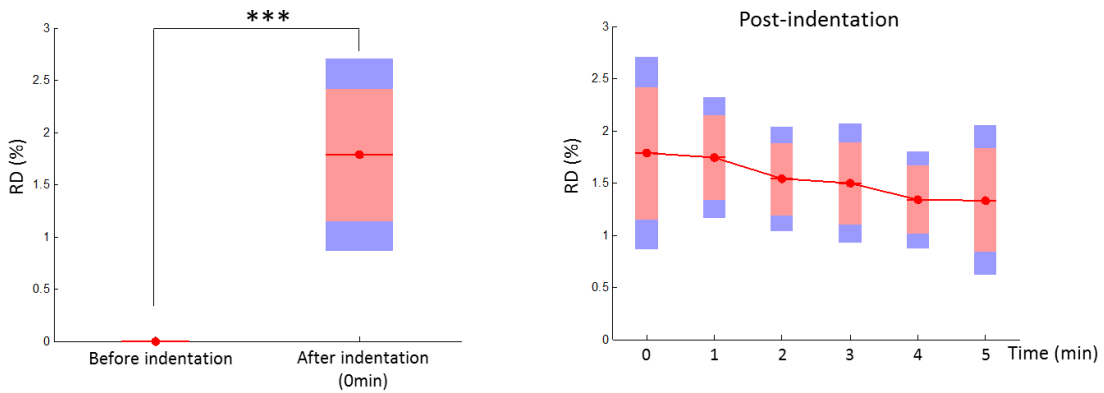 ***
3
2.5
2
1.5
1
0.5
0
RD (%)
Before indentation
After indentation
(0min)
Post-indentation
3
2.5
2
1.5
1
0.5
0
RD (%)
0 1 2 3 4 5 Time (min)